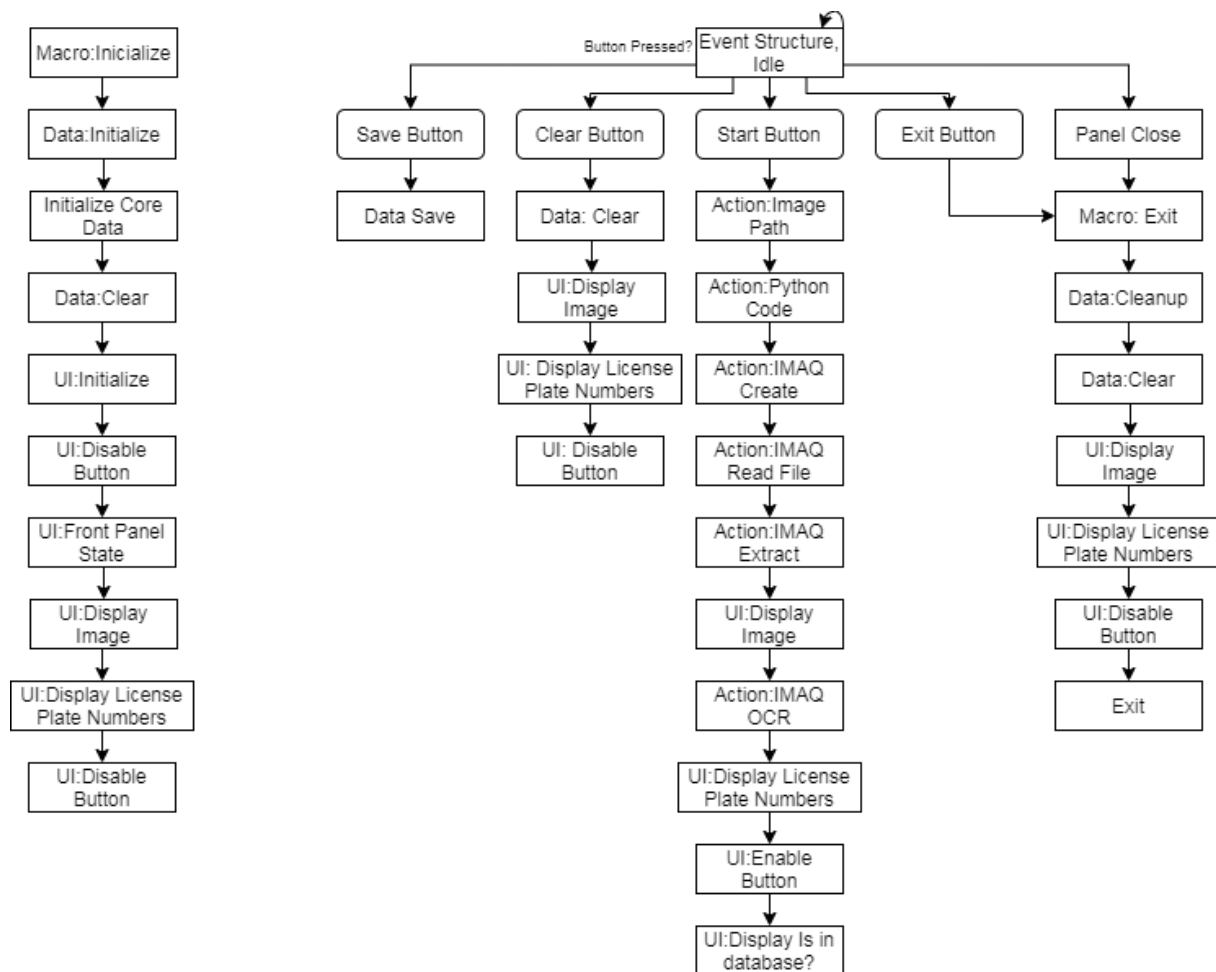 Macro:Inicialize
Data:Initialize
Initialize Core
Data
Data:Clear
UI:Initialize
UI:Disable
Button
UI:Front Panel
State
UI:Display
Image
UI:Display License
Plate Numbers
UI:Disable
Button
Button Pressed?
Event Structure,
Idle
Save Button
Data Save
Clear Button
Data: Clear
UI:Display
Image
UI: Display License
Plate Numbers
UI: Disable
Button
Start Button
Action:Image
Path
Action:Python
Code
Action:IMAQ
Create
Action:IMAQ
Read File
Action:IMAQ
Extract
UI:Display
Image
Action:IMAQ
OCR
UI:Display License
Plate Numbers
UI:Enable
Button
UI:Display Is in
database?
Exit Button
Panel Close
Macro: Exit
Data:Cleanup
Data:Clear
UI:Display
Image
UI:Display License
Plate Numbers
UI:Disable
Button
Exit